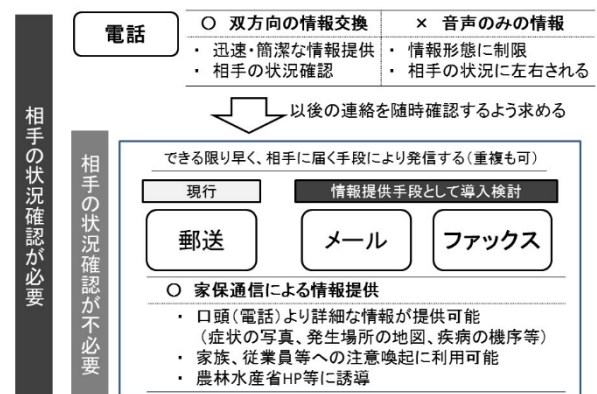 相手の状況確認が必要
電話
○ 双方向の情報交換
・ 迅速・簡潔な情報提供
・ 相手の状況確認
× 音声のみの情報
・ 情報形態に制限
・ 相手の状況に左右される
以後の連絡を随時確認するよう求める
相手の状況確認が不必要
できる限り早く、相手に届く手段により発信する(重複も可)
現行
情報提供手段として導入検討
郵送
メール
ファックス
○ 家保通信による情報提供
・ 口頭(電話)より詳細な情報が提供可能
(症状の写真、発生場所の地図、疾病の機序等)
・ 家族、従業員等への注意喚起に利用可能
・ 農林水産省HP等に誘導